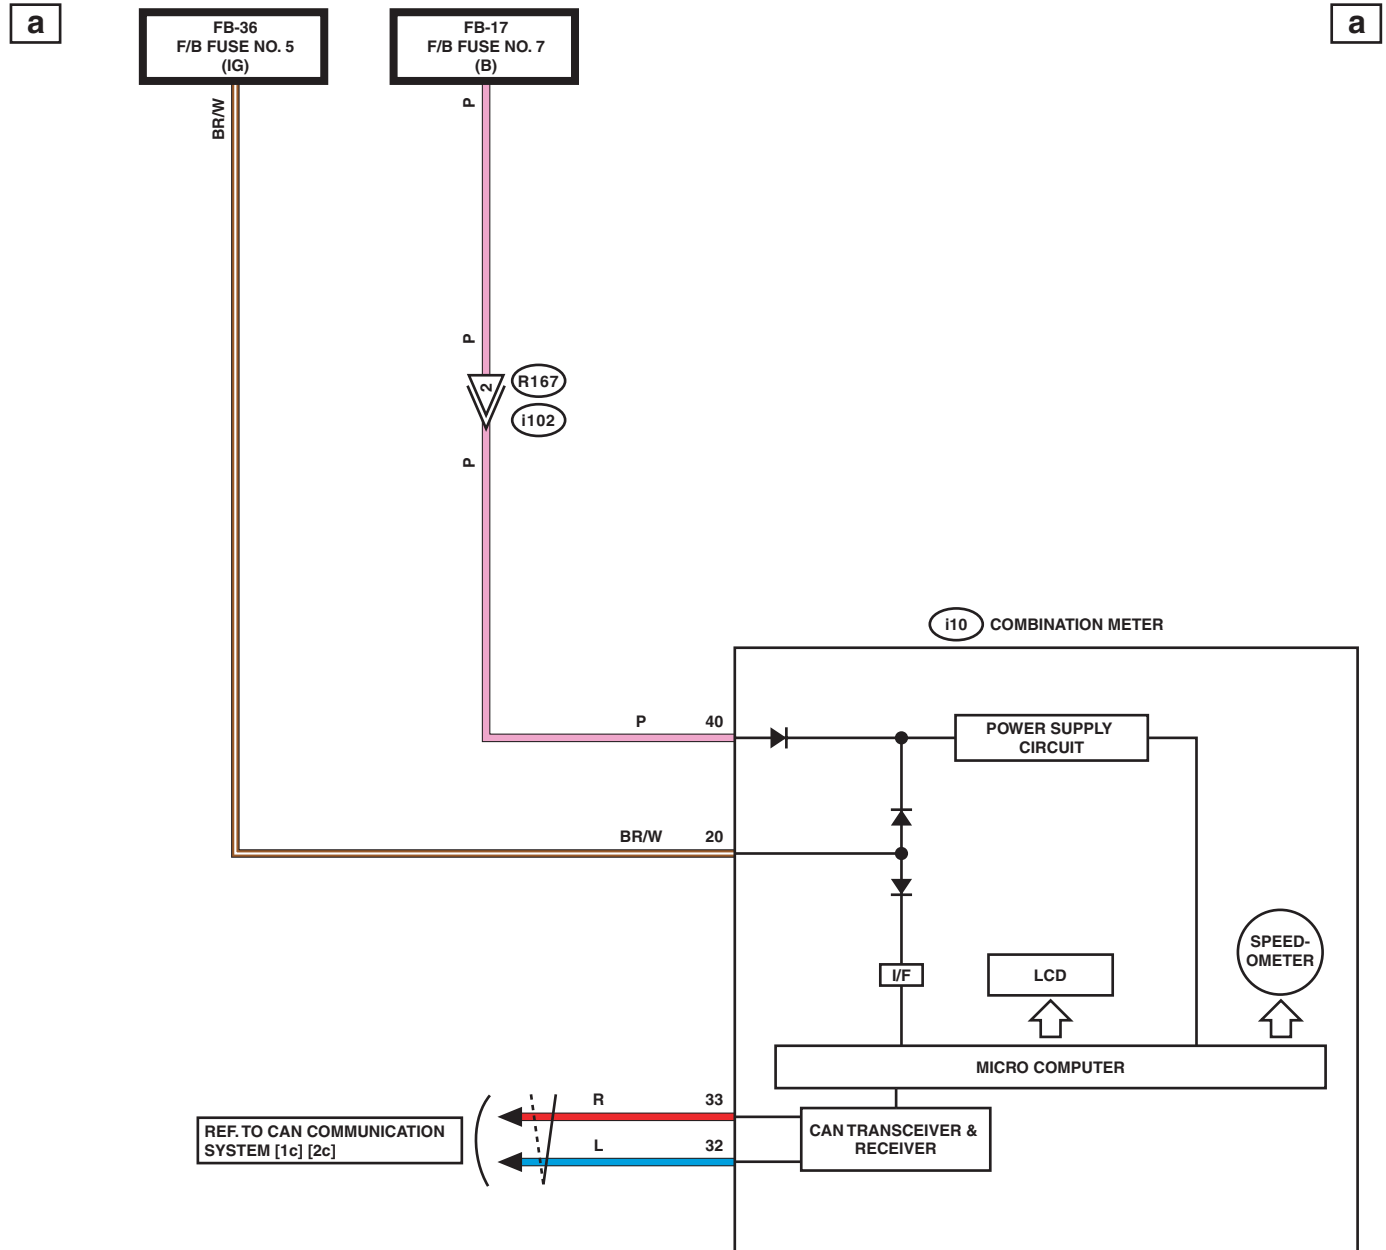 a
FB-36
F/B FUSE NO. 5
(IG)
FB-17
F/B FUSE NO. 7
(B)
a
BR/W
P
P
2
R167
i102
P
i10
COMBINATION METER
P
40
POWER SUPPLY
CIRCUIT
BR/W
20
SPEED-
OMETER
I/F
LCD
MICRO COMPUTER
R
33
REF. TO CAN COMMUNICATION
SYSTEM [1c] [2c]
L
32
CAN TRANSCEIVER &
RECEIVER